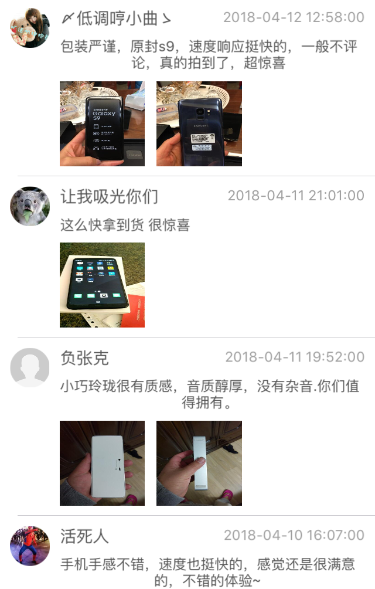 〆低调哼小曲ゝ 2018-04-12 12:58:00
包装严谨，原封s9，速度响应挺快的，一般不评
论，真的拍到了，超惊喜
SAMSUNG
GALAXY
S9
SAMSUNG
让我吸光你们 2018-04-11 21:01:00
这么快拿到货 很惊喜
负张克 2018-04-11 19:52:00
小巧玲珑很有质感，音质醇厚，没有杂音.你们值
得拥有。
活死人 2018-04-10 16:07:00
手机手感不错，速度也挺快的，感觉还是很满意
的，不错的体验~